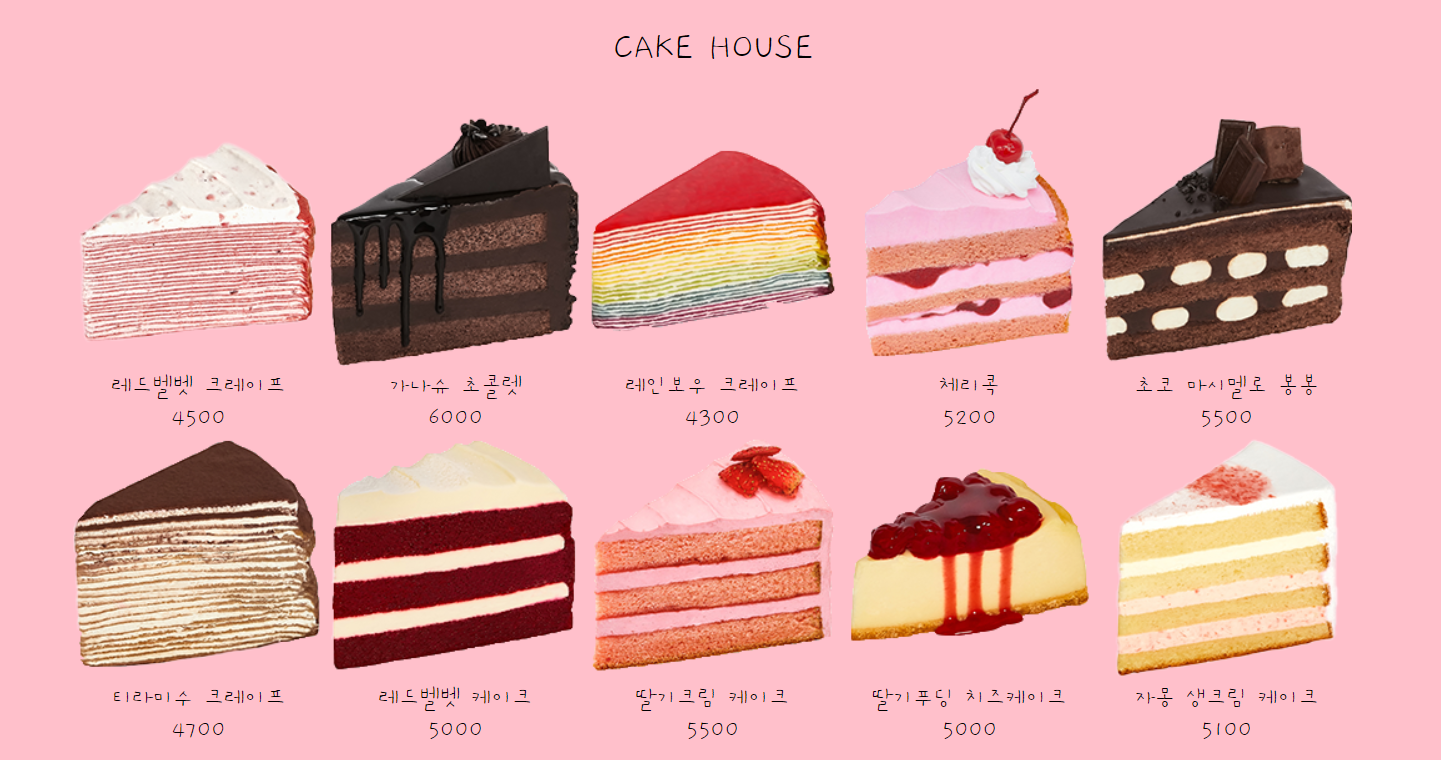 CAKE HOUSE
레드벨벳 크레이프
4500
가나슈 초콜렛
6000
레인보우 크레이프
4300
체리콕
5200
초코 마시멜로 봉봉
5500
티라미수 크레이프
4700
레드벨벳 케이크
5000
딸기크림 케이크
5500
딸기푸딩 치즈케이크
5000
자몽 생크림 케이크
5100